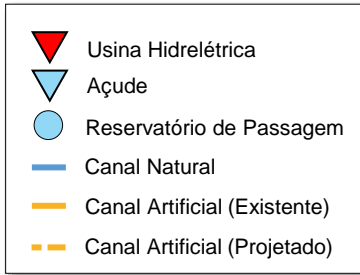 Usina Hidrelétrica
Açude
Reservatório de Passagem
Canal Natural
Canal Artificial (Existente)
Canal Artificial (Projetado)